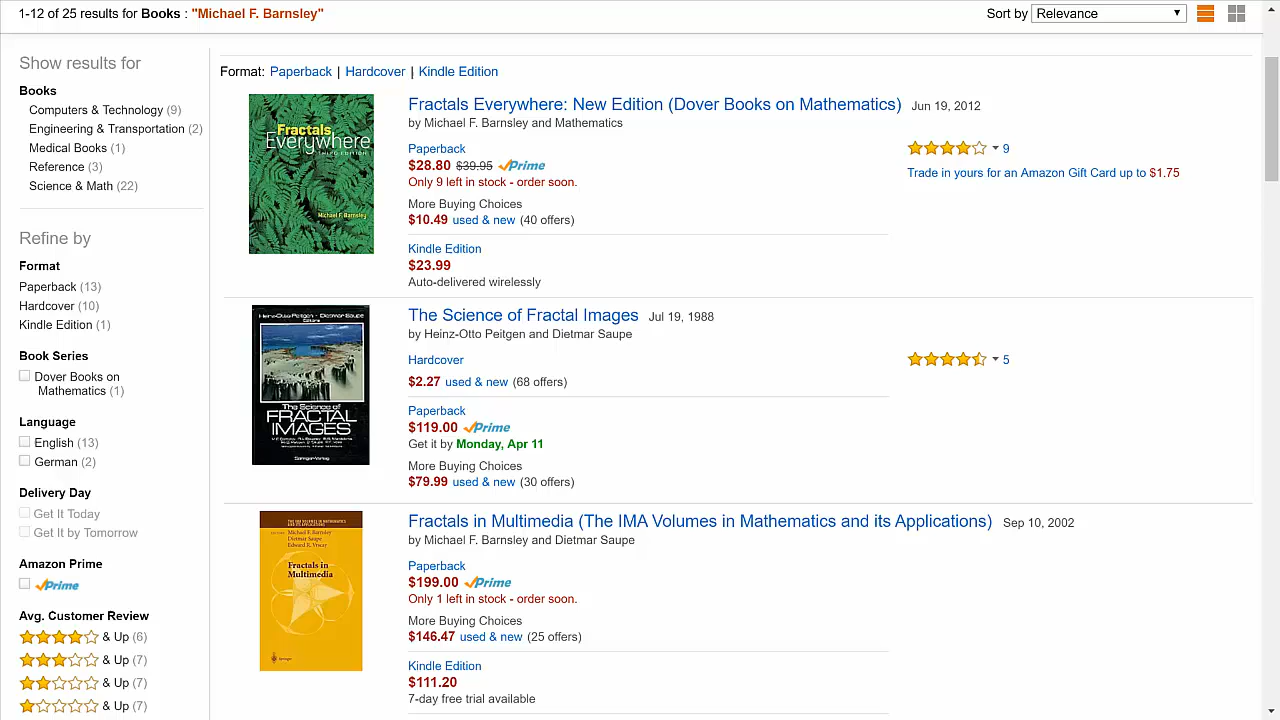 1-12 of 25 results for Books : "Michael F. Barnsley"
Sort by Relevance
Show results for
Books
Computers & Technology (9)
Engineering & Transportation (2)
Medical Books (1)
Reference (3)
Science & Math (22)
Refine by
Format
Paperback (13)
Hardcover (10)
Kindle Edition (1)
Book Series
Dover Books on
Mathematics (1)
Language
English (13)
German (2)
Delivery Day
Get It Today
Get It by Tomorrow
Amazon Prime
Prime
Avg. Customer Review
& Up (6)
& Up (7)
& Up (7)
& Up (7)
Format: Paperback | Hardcover | Kindle Edition
Fractals
Everywhere
THIRD EDITION
Michael F. Barnsley
Fractals Everywhere: New Edition (Dover Books on Mathematics) Jun 19, 2012
by Michael F. Barnsley and Mathematics
Paperback
$28.80 $39.95 Prime
Only 9 left in stock - order soon.
More Buying Choices
$10.49 used & new (40 offers)
Kindle Edition
$23.99
Auto-delivered wirelessly
9
Trade in yours for an Amazon Gift Card up to $1.75
Heinz-Otto Peitgen - Dietmar Saupe
Editors
The Science of
FRACTAL
IMAGES
Springer-Verlag
The Science of Fractal Images Jul 19, 1988
by Heinz-Otto Peitgen and Dietmar Saupe
Hardcover
$2.27 used & new (68 offers)
Paperback
$119.00 Prime
Get it by Monday, Apr 11
More Buying Choices
$79.99 used & new (30 offers)
5
Michael F. Barnsley
Dietmar Saupe
Edward R. Vrscay
Fractals in
Multimedia
Springer
Fractals in Multimedia (The IMA Volumes in Mathematics and its Applications) Sep 10, 2002
by Michael F. Barnsley and Dietmar Saupe
Paperback
$199.00 Prime
Only 1 left in stock - order soon.
More Buying Choices
$146.47 used & new (25 offers)
Kindle Edition
$111.20
7-day free trial available